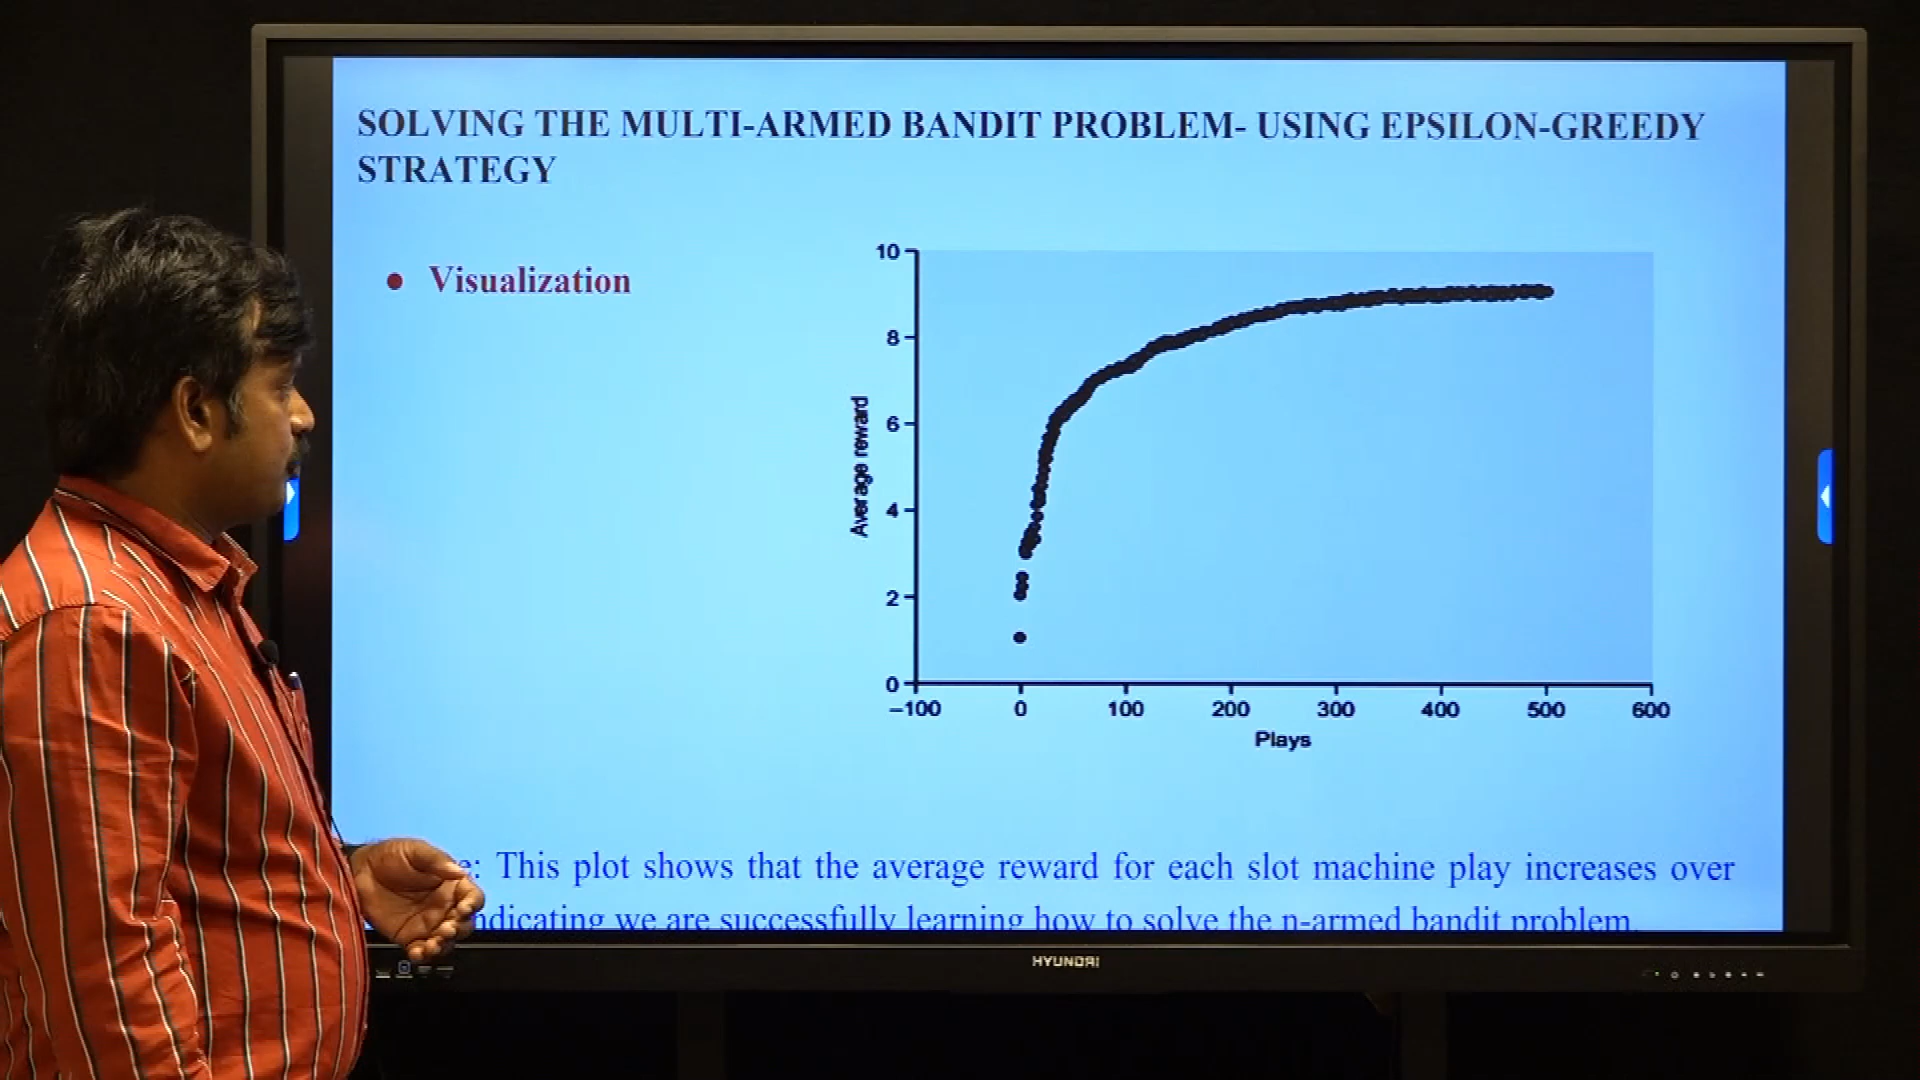 SOLVING THE MULTI-ARMED BANDIT PROBLEM- USING EPSILON-GREEDY
STRATEGY
● Visualization
10
8
6
4
2
0
Average reward
–100 0 100 200 300 400 500 600
Plays
e: This plot shows that the average reward for each slot machine play increases over
ndicating we are successfully learning how to solve the n-armed bandit problem.
HYUNDAI